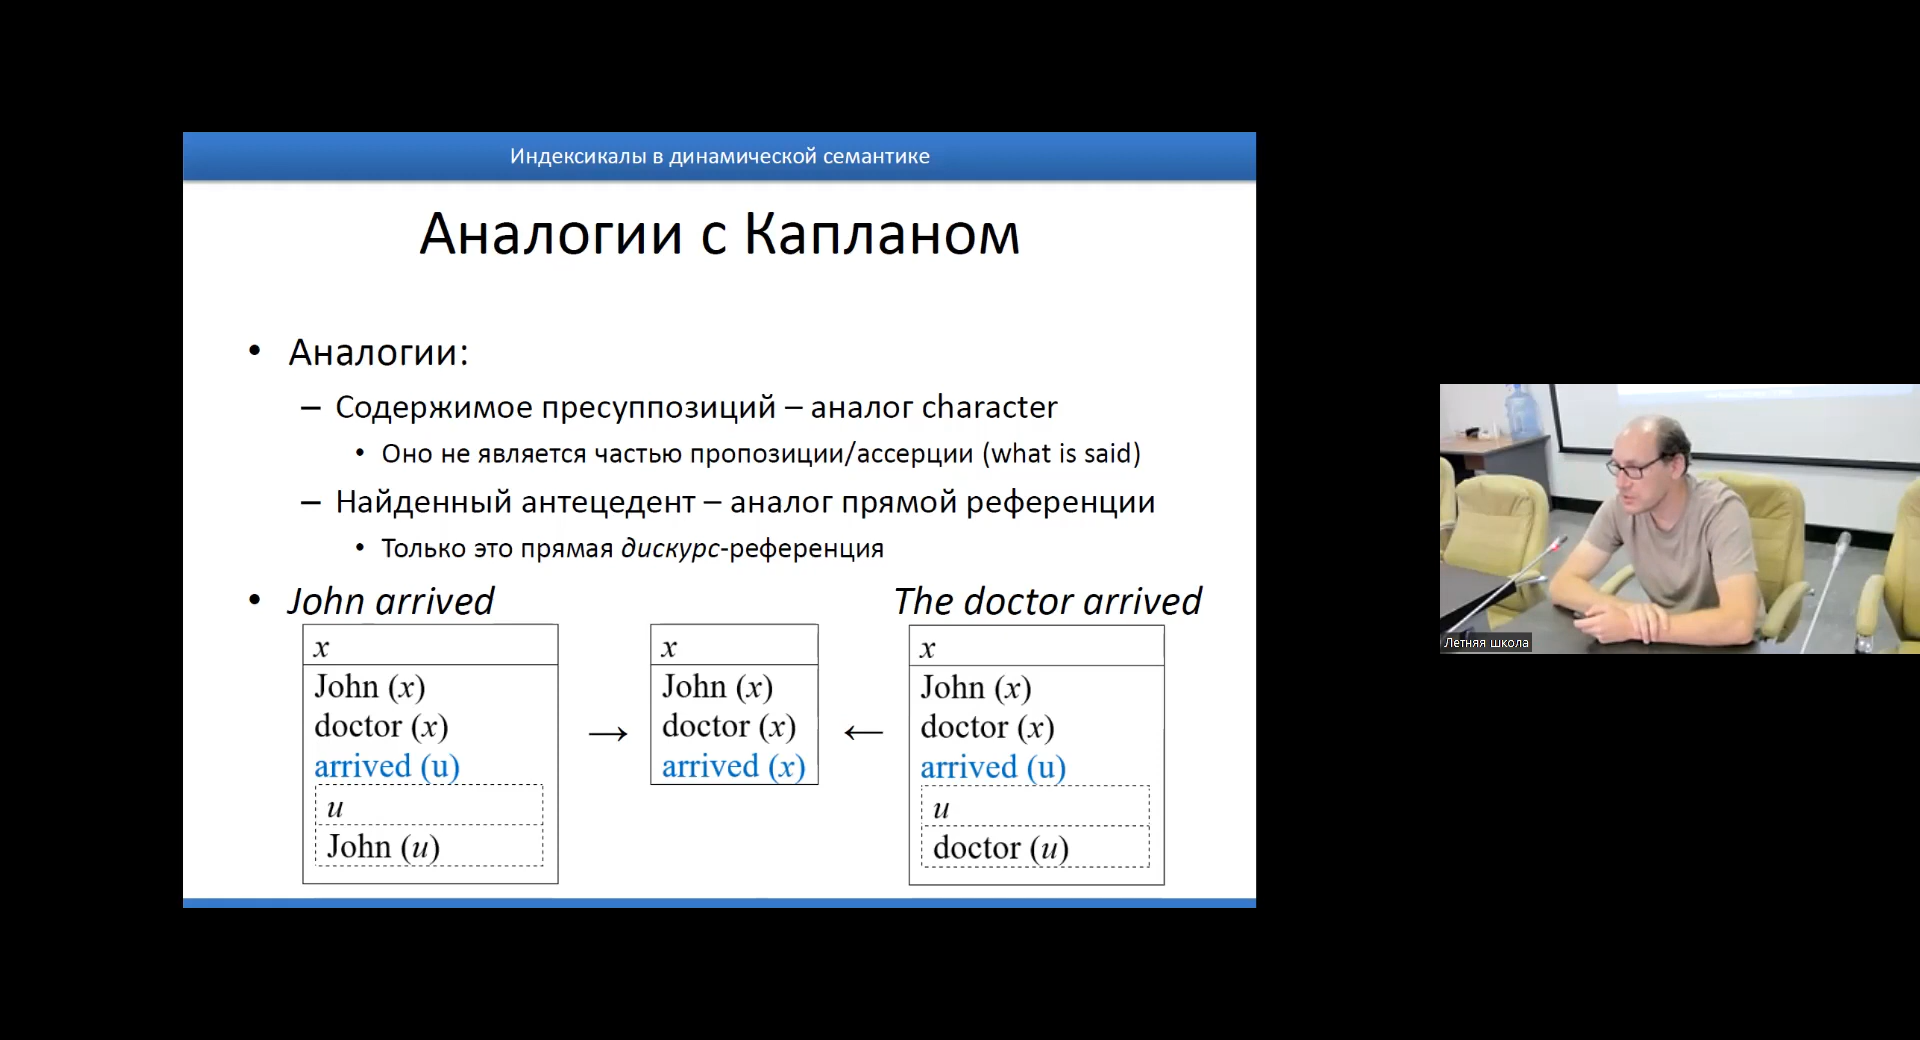 Индексикалы в динамической семантике
Аналогии с Капланом
• Аналогии:
– Содержимое пресуппозиций – аналог character
• Оно не является частью пропозиции/ассерции (what is said)
– Найденный антецедент – аналог прямой референции
• Только это прямая дискурс-референция
• John arrived
The doctor arrived
x
John (x)
doctor (x)
arrived (u)
u
John (u)
→
x
John (x)
doctor (x)
arrived (x)
←
x
John (x)
doctor (x)
arrived (u)
u
doctor (u)
Летняя школа